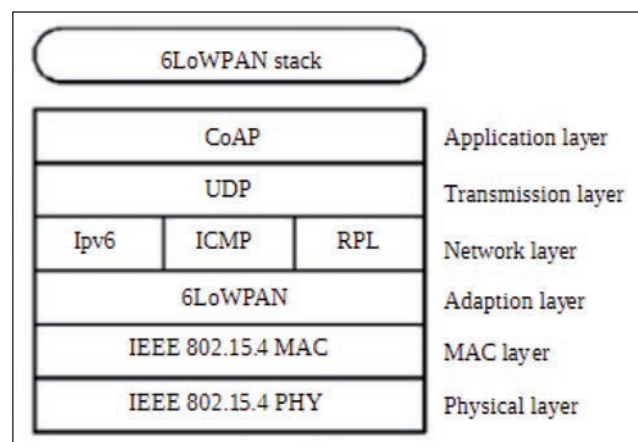 6LoWPAN stack
CoAP Application layer
UDP Transmission layer
Ipv6 ICMP RPL Network layer
6LoWPAN Adaption layer
IEEE 802.15.4 MAC MAC layer
IEEE 802.15.4 PHY Physical layer